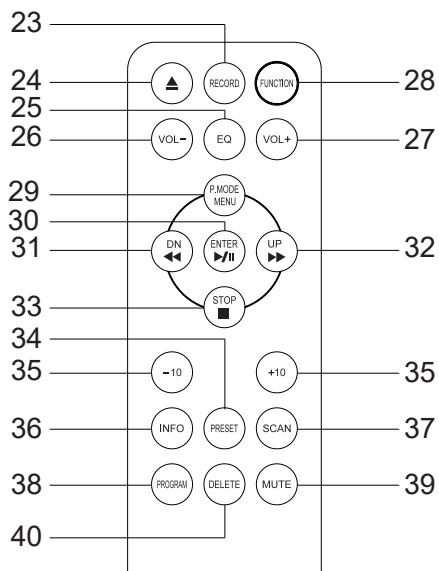 23
24
RECORD
FUNCTION
28
25
26
VOL−
EQ
VOL+
27
29
P.MODE
MENU
30
31
DN
ENTER
UP
32
33
STOP
34
35
−10
+10
35
36
INFO
PRESET
SCAN
37
38
PROGRAM
DELETE
MUTE
39
40